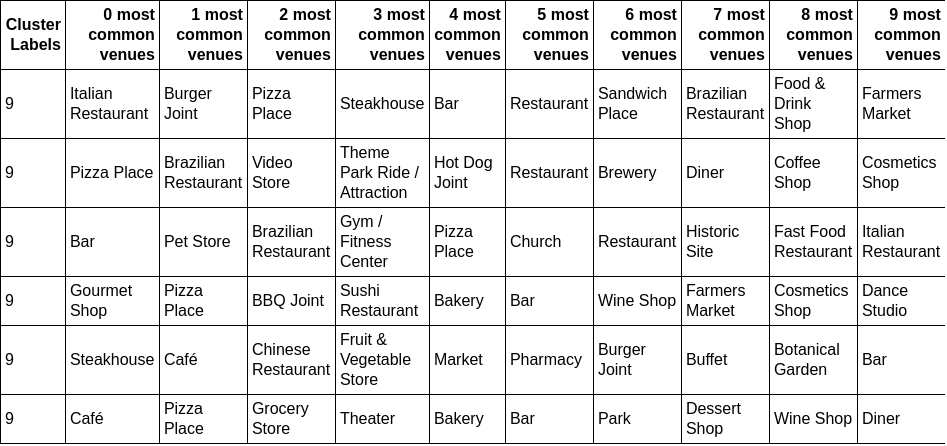 Cluster Labels | 0 most common venues | 1 most common venues | 2 most common venues | 3 most common venues | 4 most common venues | 5 most common venues | 6 most common venues | 7 most common venues | 8 most common venues | 9 most common venues
9 | Italian Restaurant | Burger Joint | Pizza Place | Steakhouse | Bar | Restaurant | Sandwich Place | Brazilian Restaurant | Food & Drink Shop | Farmers Market
9 | Pizza Place | Brazilian Restaurant | Video Store | Theme Park Ride / Attraction | Hot Dog Joint | Restaurant | Brewery | Diner | Coffee Shop | Cosmetics Shop
9 | Bar | Pet Store | Brazilian Restaurant | Gym / Fitness Center | Pizza Place | Church | Restaurant | Historic Site | Fast Food Restaurant | Italian Restaurant
9 | Gourmet Shop | Pizza Place | BBQ Joint | Sushi Restaurant | Bakery | Bar | Wine Shop | Farmers Market | Cosmetics Shop | Dance Studio
9 | Steakhouse | Café | Chinese Restaurant | Fruit & Vegetable Store | Market | Pharmacy | Burger Joint | Buffet | Botanical Garden | Bar
9 | Café | Pizza Place | Grocery Store | Theater | Bakery | Bar | Park | Dessert Shop | Wine Shop | Diner